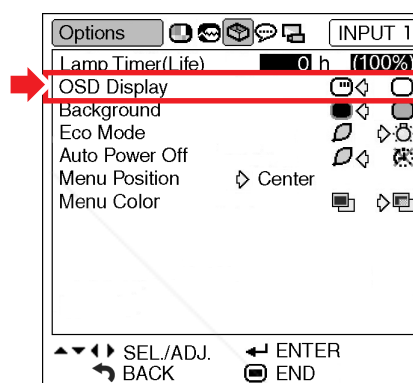 Options INPUT 1
Lamp Timer(Life) 0 h (100%)
OSD Display
Background
Eco Mode
Auto Power Off
Menu Position Center
Menu Color
SEL./ADJ. ENTER
BACK END